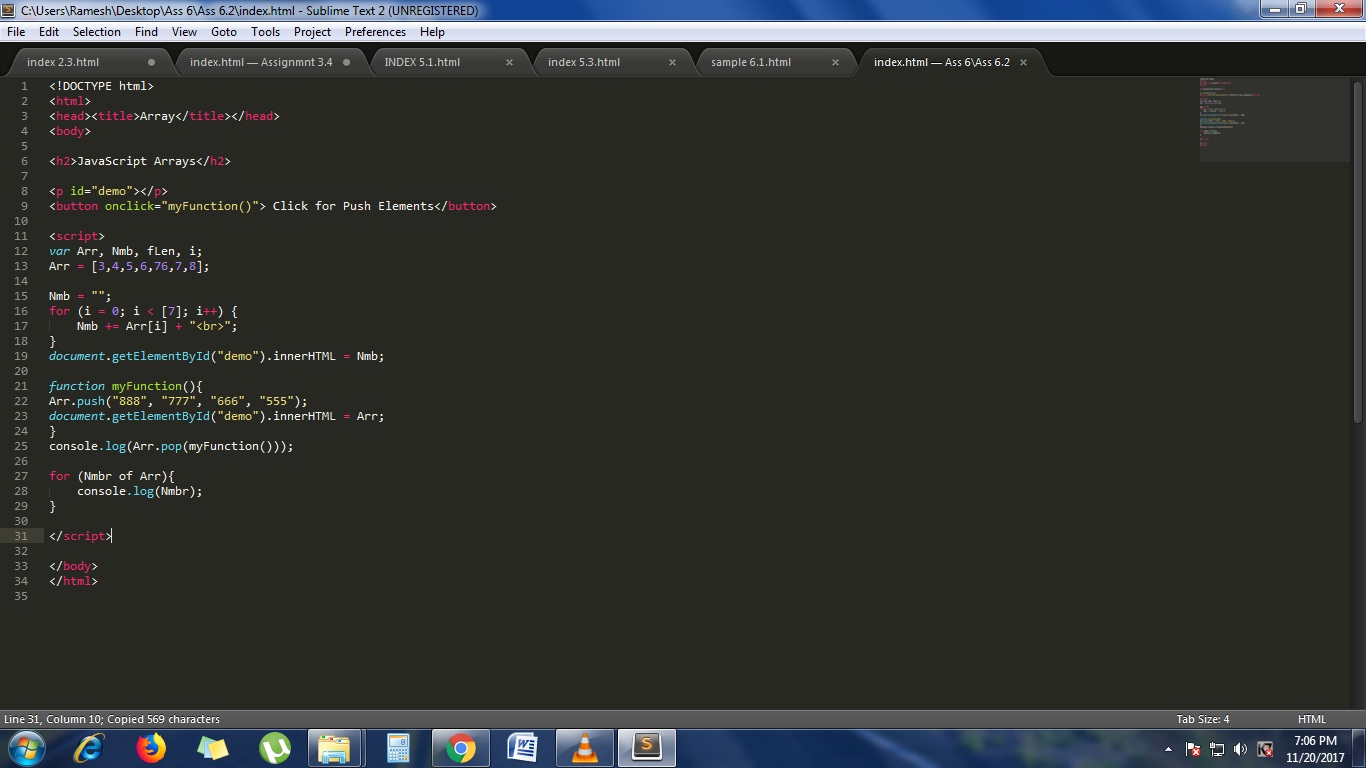 C:\Users\Ramesh\Desktop\Ass 6\Ass 6.2\index.html - Sublime Text 2 (UNREGISTERED)
File Edit Selection Find View Goto Tools Project Preferences Help
index 2.3.html index.html — Assignmnt 3.4 INDEX 5.1.html index 5.3.html sample 6.1.html index.html — Ass 6\Ass 6.2
1 <!DOCTYPE html>
2 <html>
3 <head><title>Array</title></head>
4 <body>
5
6 <h2>JavaScript Arrays</h2>
7
8 <p id="demo"></p>
9 <button onclick="myFunction()"> Click for Push Elements</button>
10
11 <script>
12 var Arr, Nmb, fLen, i;
13 Arr = [3,4,5,6,76,7,8];
14
15 Nmb = "";
16 for (i = 0; i < [7]; i++) {
17     Nmb += Arr[i] + "<br>";
18 }
19 document.getElementById("demo").innerHTML = Nmb;
20
21 function myFunction(){
22 Arr.push("888", "777", "666", "555");
23 document.getElementById("demo").innerHTML = Arr;
24 }
25 console.log(Arr.pop(myFunction()));
26
27 for (Nmbr of Arr){
28     console.log(Nmbr);
29 }
30
31 </script>
32
33 </body>
34 </html>
35
Line 31, Column 10; Copied 569 characters Tab Size: 4 HTML
7:06 PM
11/20/2017